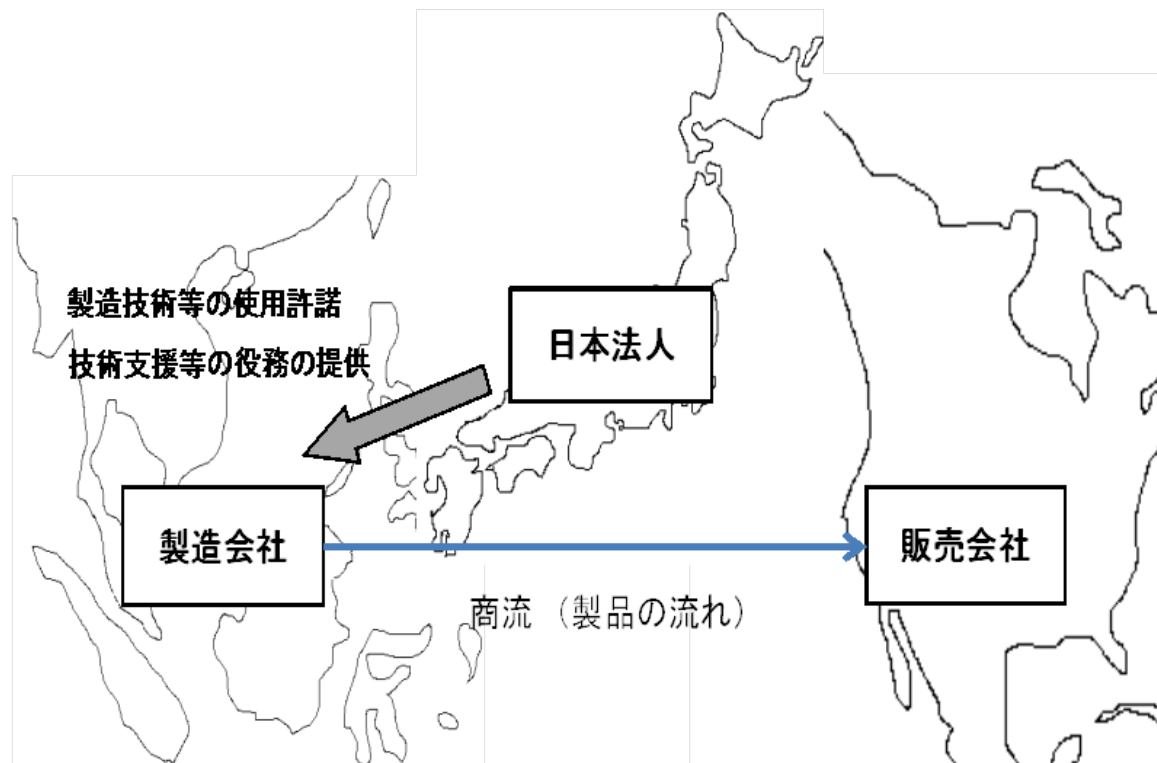 製造技術等の使用許諾
技術支援等の役務の提供
日本法人
製造会社
販売会社
商流（製品の流れ）